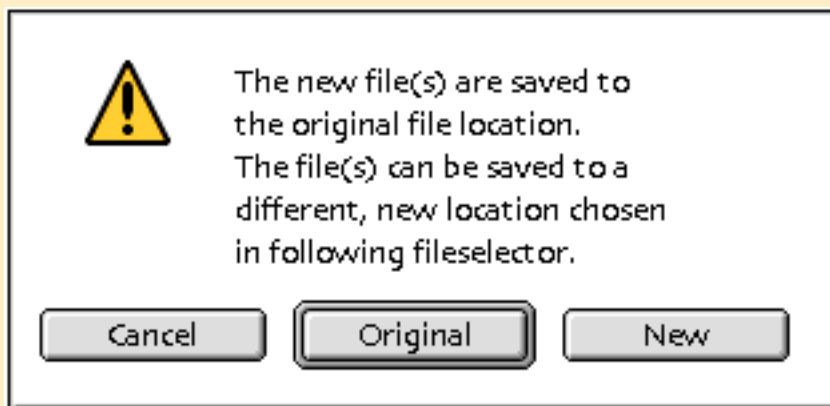 The new file(s) are saved to
the original file location.
The file(s) can be saved to a
different, new location chosen
in following fileselector.
Cancel
Original
New